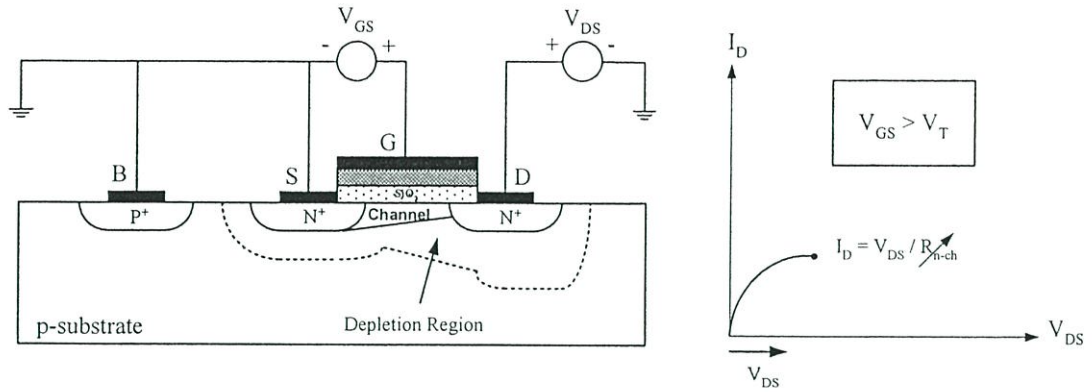 V_GS
- +
V_DS
+ -
B
S
G
D
SiO₂
P⁺
N⁺
Channel
N⁺
Depletion Region
p-substrate
I_D
V_GS > V_T
I_D = V_DS / R_n-ch
V_DS
V_DS